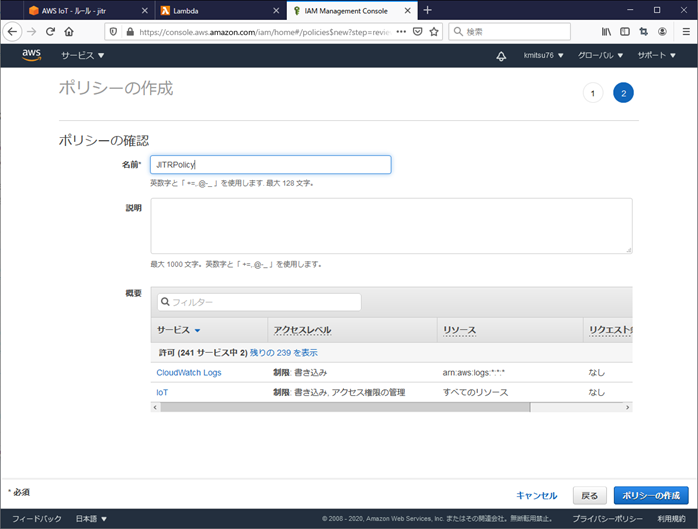 AWS IoT - ルール - jitr
Lambda
IAM Management Console
https://console.aws.amazon.com/iam/home#/policies$new?step=revie
検索
aws サービス kmitsu76 グローバル サポート
ポリシーの作成
1 2
ポリシーの確認
名前* JITRPolicy
英数字と「 +=,.@-_ 」を使用します. 最大 128 文字。
説明
最大 1000 文字。英数字と「 +=,.@-_ 」を使用します。
概要
フィルター
サービス アクセスレベル リソース リクエスト
許可 (241 サービス中 2) 残りの 239 を表示
CloudWatch Logs 制限: 書き込み arn:aws:logs:*:*:* なし
IoT 制限: 書き込み, アクセス権限の管理 すべてのリソース なし
* 必須 キャンセル 戻る ポリシーの作成
フィードバック 日本語 © 2008 - 2020, Amazon Web Services, Inc. またはその関連会社。無断転用禁止。 プライバシーポリシー 利用規約